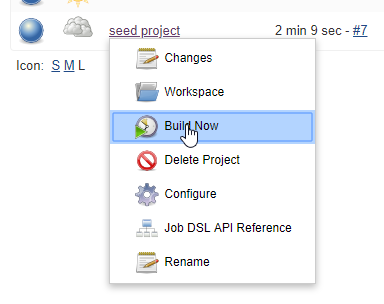 seed project 2 min 9 sec - #7
Icon: S M L
Changes
Workspace
Build Now
Delete Project
Configure
Job DSL API Reference
Rename